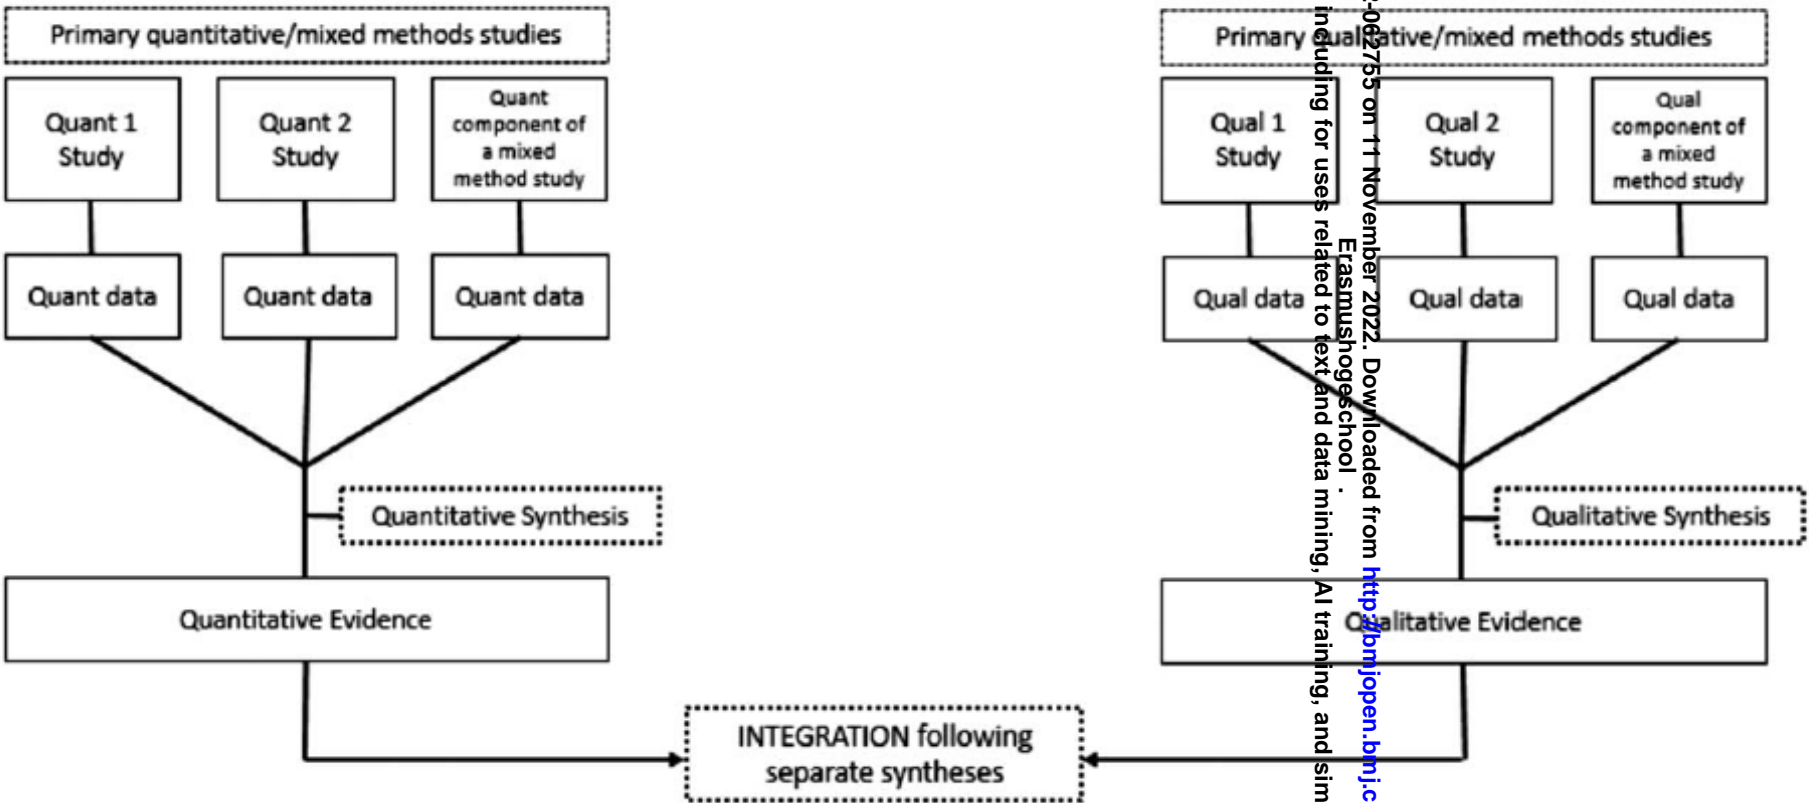 Primary quantitative/mixed methods studies
Quant 1
Study
Quant 2
Study
Quant
component of
a mixed
method study
Quant data
Quant data
Quant data
Quantitative Synthesis
Quantitative Evidence
Primary qualitative/mixed methods studies
Qual 1
Study
Qual 2
Study
Qual
component of
a mixed
method study
Qual data
Qual data
Qual data
Qualitative Synthesis
Qualitative Evidence
INTEGRATION following
separate syntheses
-062755 on 11 November 2022. Downloaded from http://bmjopen.bmj.c
Erasmushogeschool .
including for uses related to text and data mining, AI training, and sim